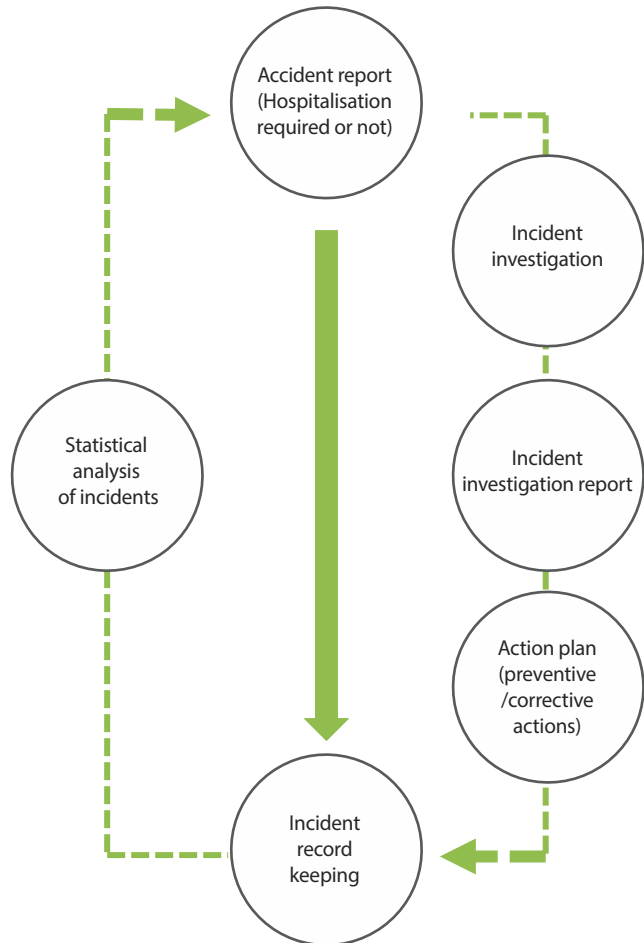 Accident report
(Hospitalisation
required or not)
Incident
investigation
Incident
investigation report
Action plan
(preventive
/corrective
actions)
Incident
record
keeping
Statistical
analysis
of incidents